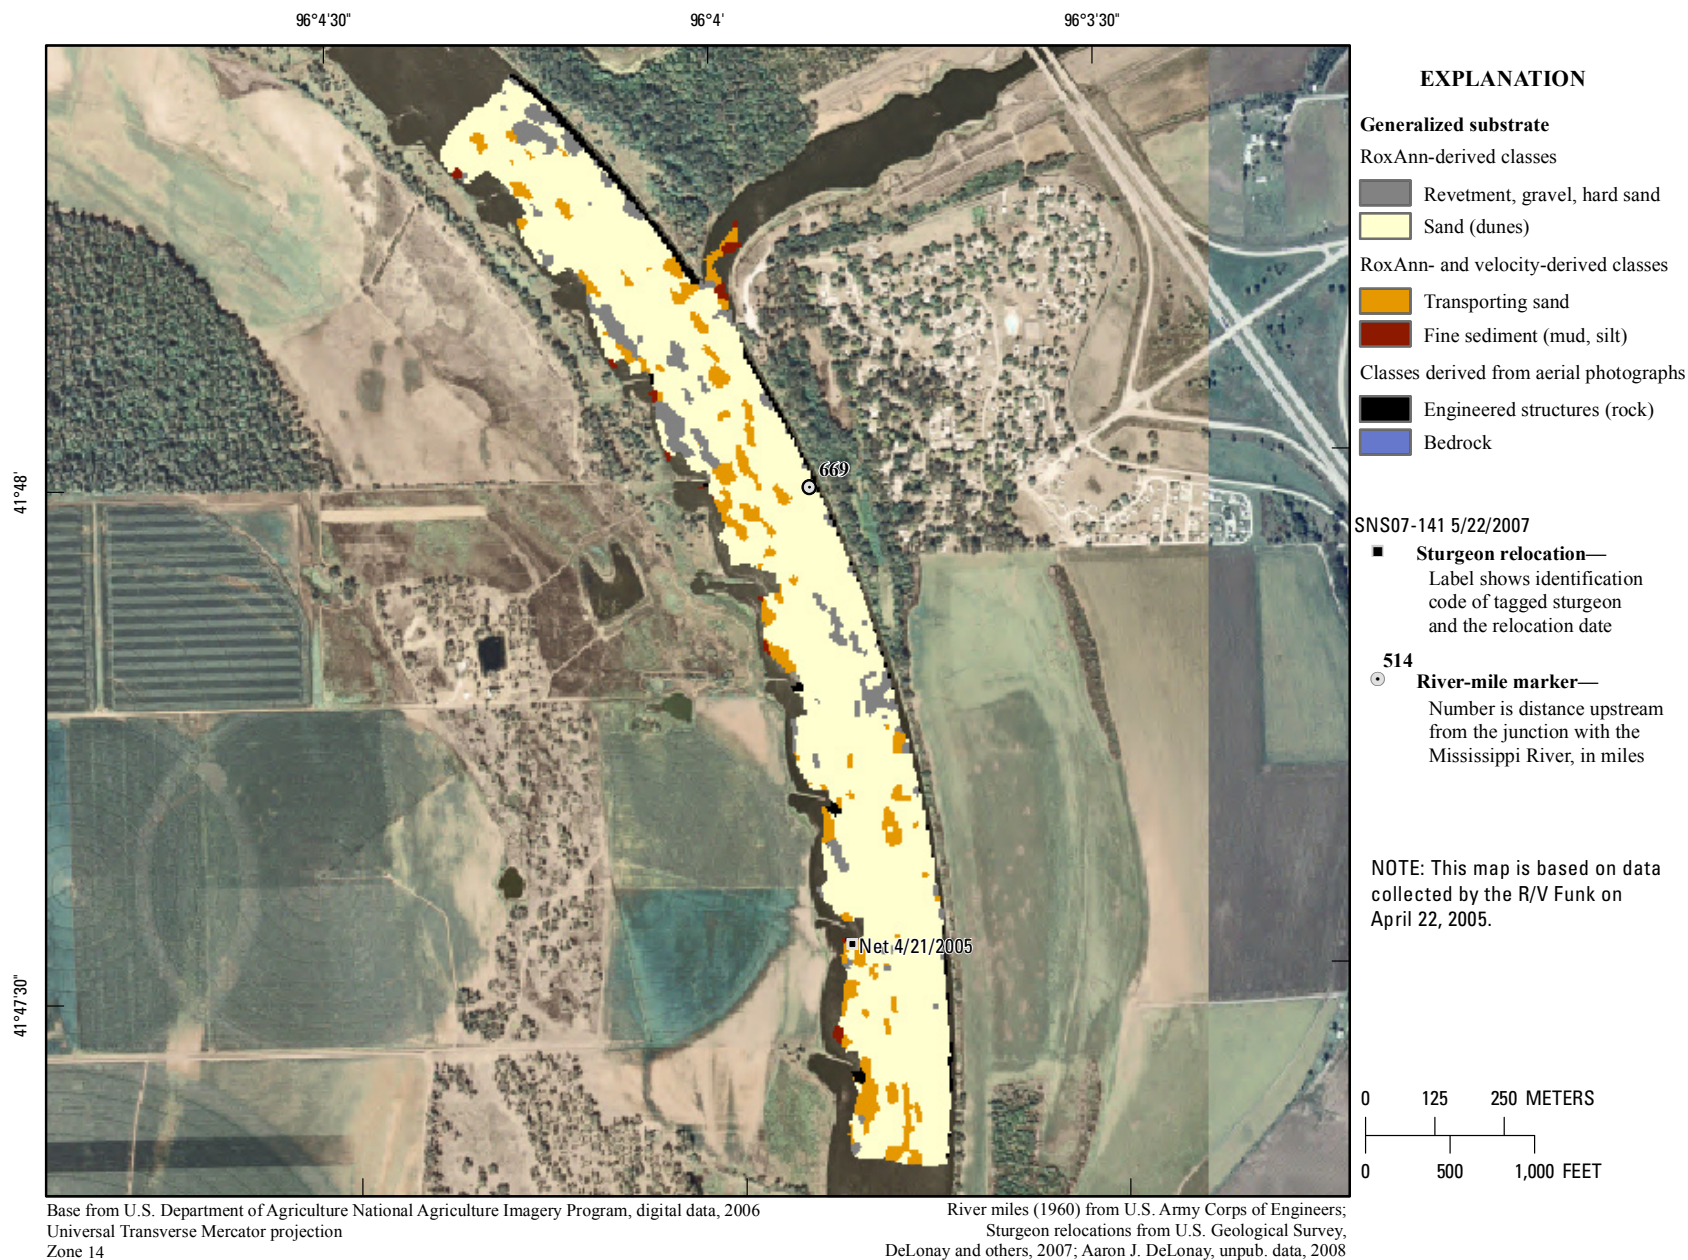 96°4'30"
96°4'
96°3'30"
41°48'
41°47'30"
669
Net 4/21/2005
EXPLANATION
Generalized substrate
RoxAnn-derived classes
Revetment, gravel, hard sand
Sand (dunes)
RoxAnn- and velocity-derived classes
Transporting sand
Fine sediment (mud, silt)
Classes derived from aerial photographs
Engineered structures (rock)
Bedrock
SNS07-141 5/22/2007
Sturgeon relocation—
Label shows identification
code of tagged sturgeon
and the relocation date
514
River-mile marker—
Number is distance upstream
from the junction with the
Mississippi River, in miles
NOTE: This map is based on data
collected by the R/V Funk on
April 22, 2005.
0 125 250 METERS
0 500 1,000 FEET
Base from U.S. Department of Agriculture National Agriculture Imagery Program, digital data, 2006
Universal Transverse Mercator projection
Zone 14
River miles (1960) from U.S. Army Corps of Engineers;
Sturgeon relocations from U.S. Geological Survey,
DeLonay and others, 2007; Aaron J. DeLonay, unpub. data, 2008